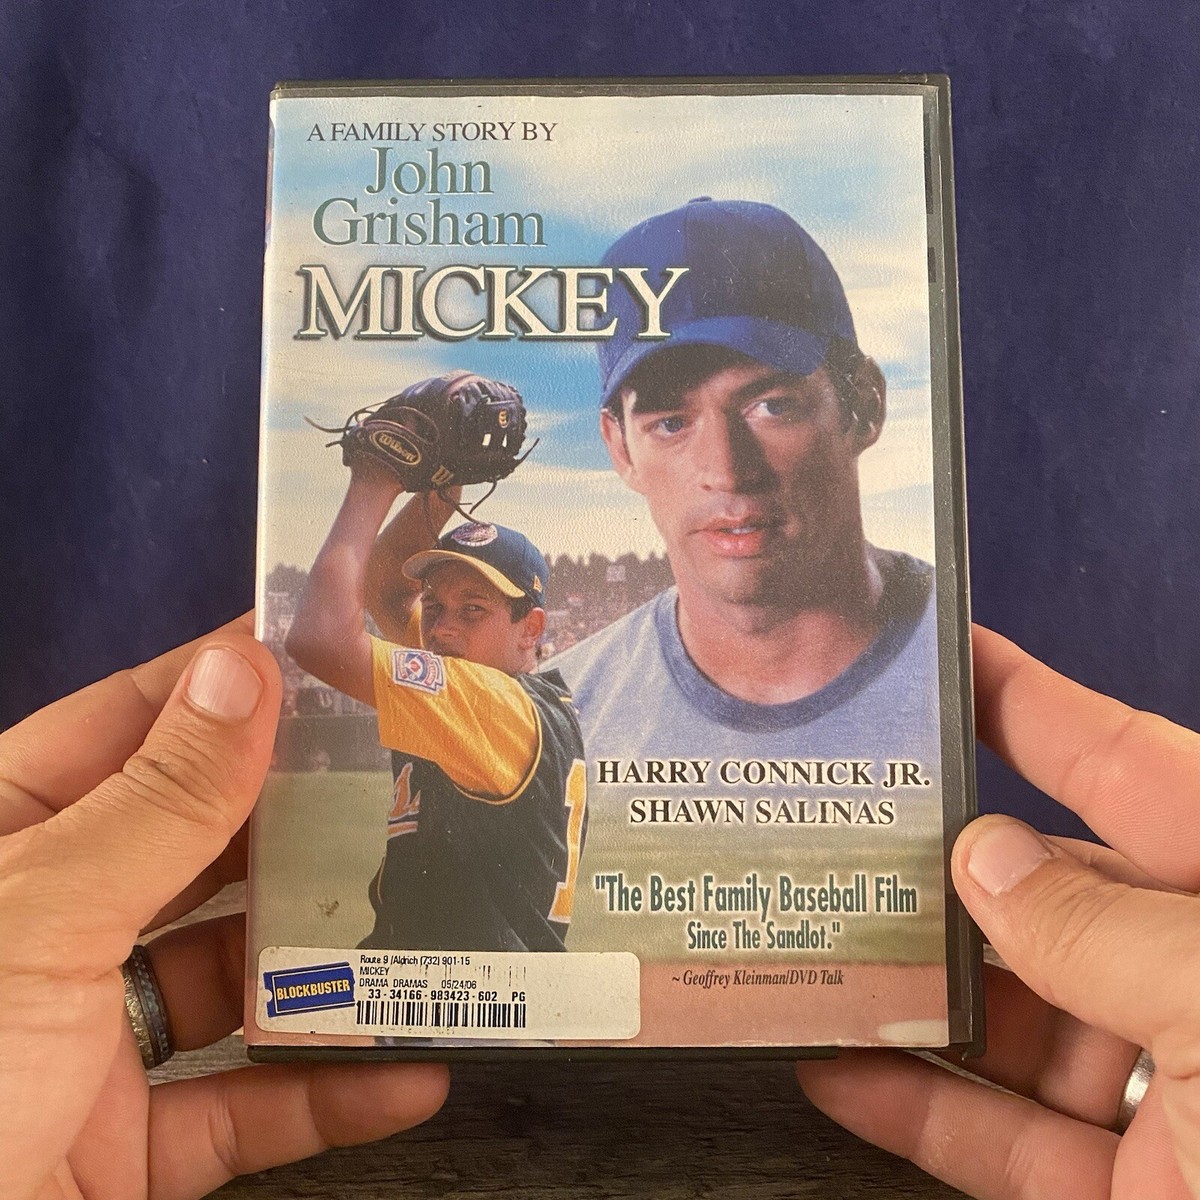 A FAMILY STORY BY
John
Grisham
MICKEY
Wilson
W
HARRY CONNICK JR.
SHAWN SALINAS
"The Best Family Baseball Film
Since The Sandlot."
~ Geoffrey Kleinman/DVD Talk
BLOCKBUSTER
Route 9 /Aldrich (732) 901-15
MICKEY
DRAMA DRAMAS 05/24/06
33-34166-983423-602 PG